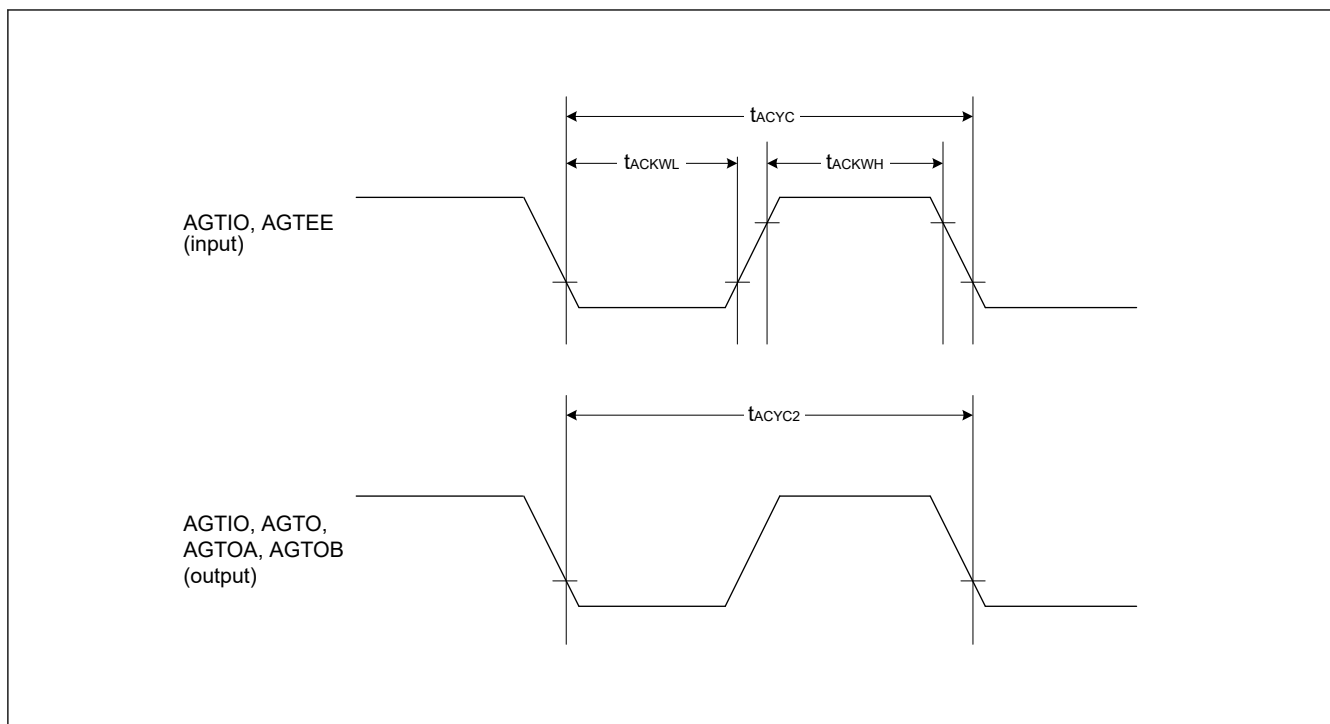 tACYC
tACKWL
tACKWH
AGTIO, AGTEE
(input)
tACYC2
AGTIO, AGTO,
AGTOA, AGTOB
(output)